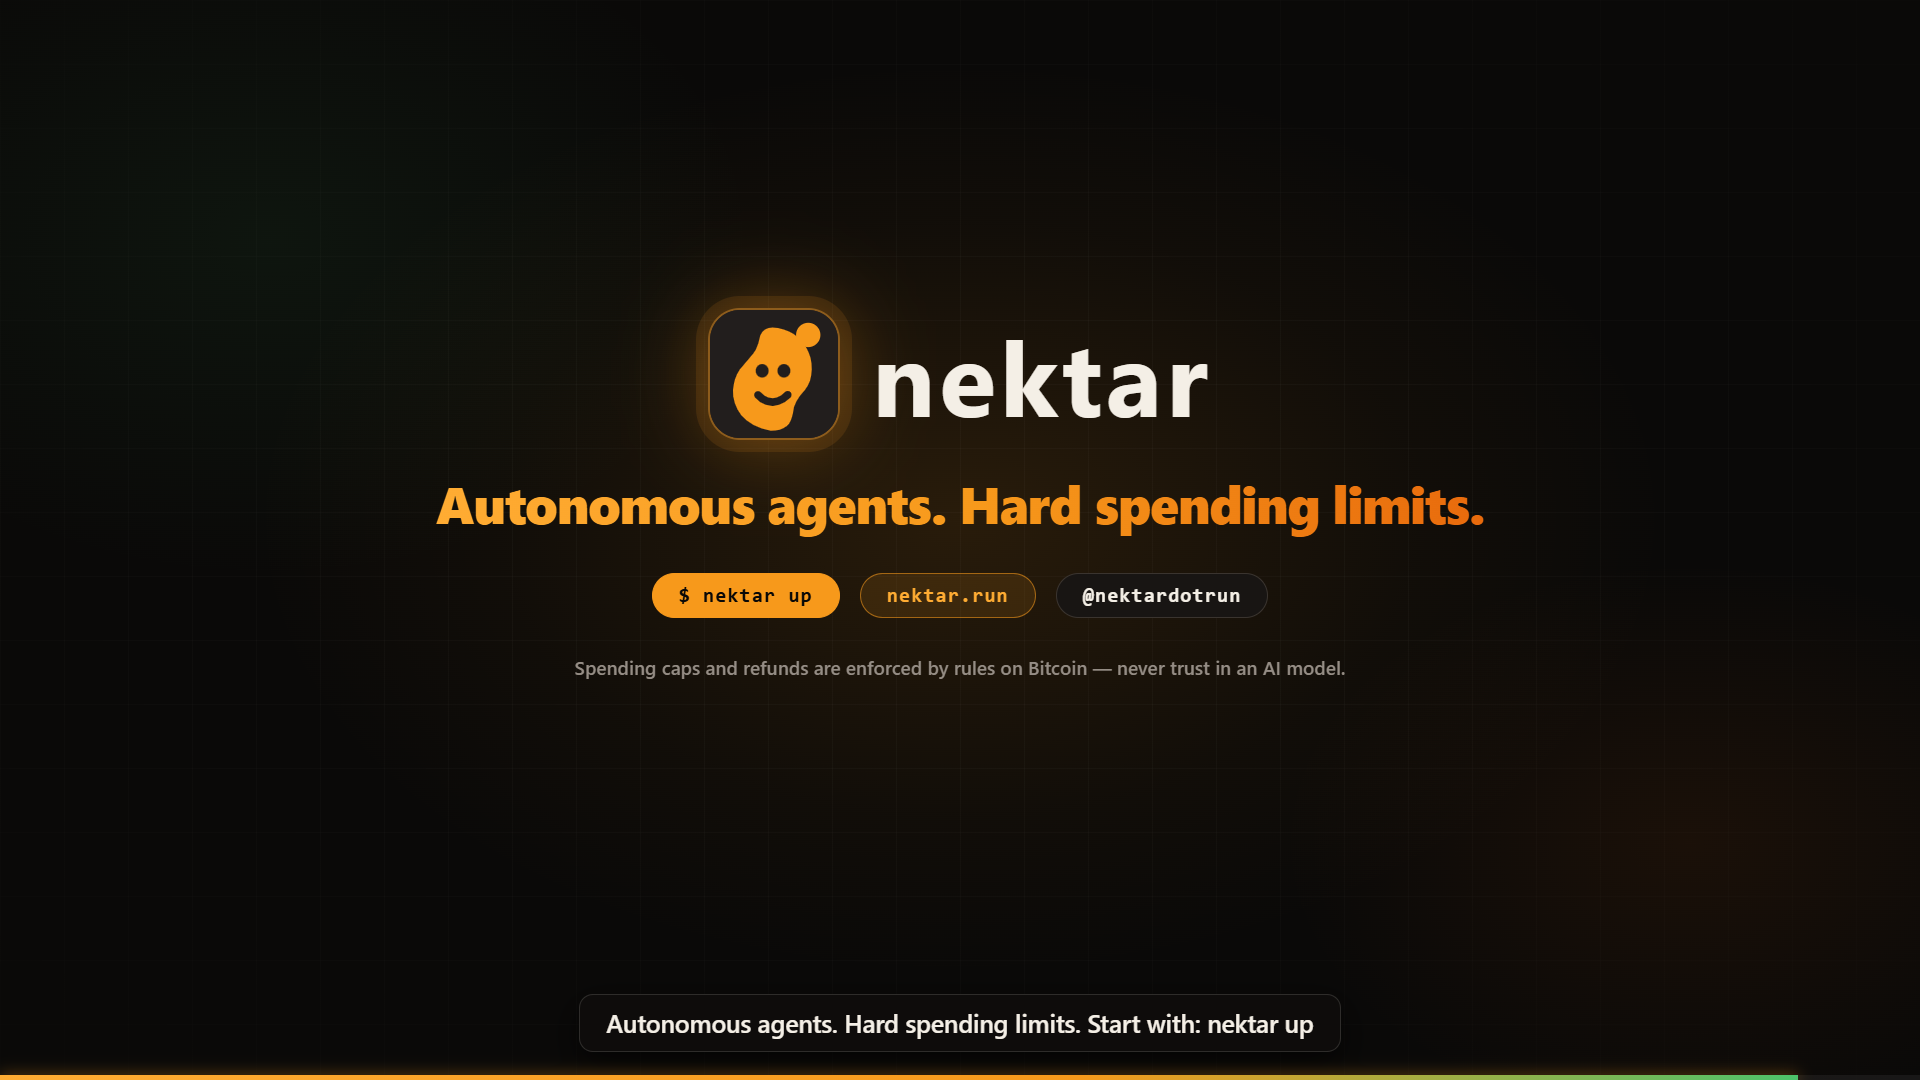 nektar
Autonomous agents. Hard spending limits.
$ nektar up
nektar.run
@nektardotrun
Spending caps and refunds are enforced by rules on Bitcoin — never trust in an AI model.
Autonomous agents. Hard spending limits. Start with: nektar up